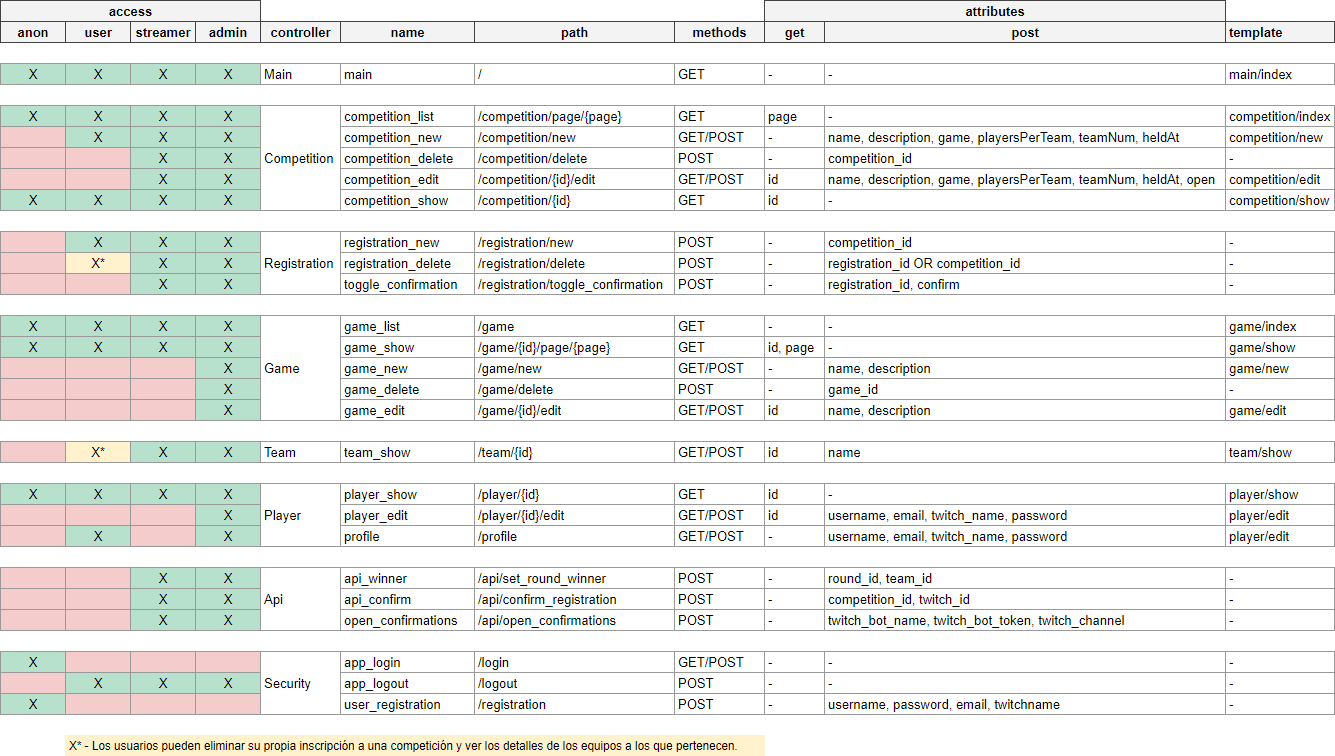 access attributes
anon user streamer admin controller name path methods get post template
X X X X Main main / GET - - main/index
X X X X competition_list /competition/page/{page} GET page - competition/index
X X X competition_new /competition/new GET/POST - name, description, game, playersPerTeam, teamNum, heldAt competition/new
X X Competition competition_delete /competition/delete POST - competition_id -
X X competition_edit /competition/{id}/edit GET/POST id name, description, game, playersPerTeam, teamNum, heldAt, open competition/edit
X X X X competition_show /competition/{id} GET id - competition/show
X X X registration_new /registration/new POST - competition_id -
X* X X Registration registration_delete /registration/delete POST - registration_id OR competition_id -
X X toggle_confirmation /registration/toggle_confirmation POST - registration_id, confirm -
X X X X game_list /game GET - - game/index
X X X X game_show /game/{id}/page/{page} GET id, page - game/show
X Game game_new /game/new GET/POST - name, description game/new
X game_delete /game/delete POST - game_id -
X game_edit /game/{id}/edit GET/POST id name, description game/edit
X* X X Team team_show /team/{id} GET/POST id name team/show
X X X X player_show /player/{id} GET id - player/show
X Player player_edit /player/{id}/edit GET/POST id username, email, twitch_name, password player/edit
X X profile /profile GET/POST - username, email, twitch_name, password player/edit
X X api_winner /api/set_round_winner POST - round_id, team_id -
X X Api api_confirm /api/confirm_registration POST - competition_id, twitch_id -
X X open_confirmations /api/open_confirmations POST - twitch_bot_name, twitch_bot_token, twitch_channel -
X app_login /login GET/POST - - -
X X X Security app_logout /logout POST - - -
X user_registration /registration POST - username, password, email, twitchname -
X* - Los usuarios pueden eliminar su propia inscripción a una competición y ver los detalles de los equipos a los que pertenecen.